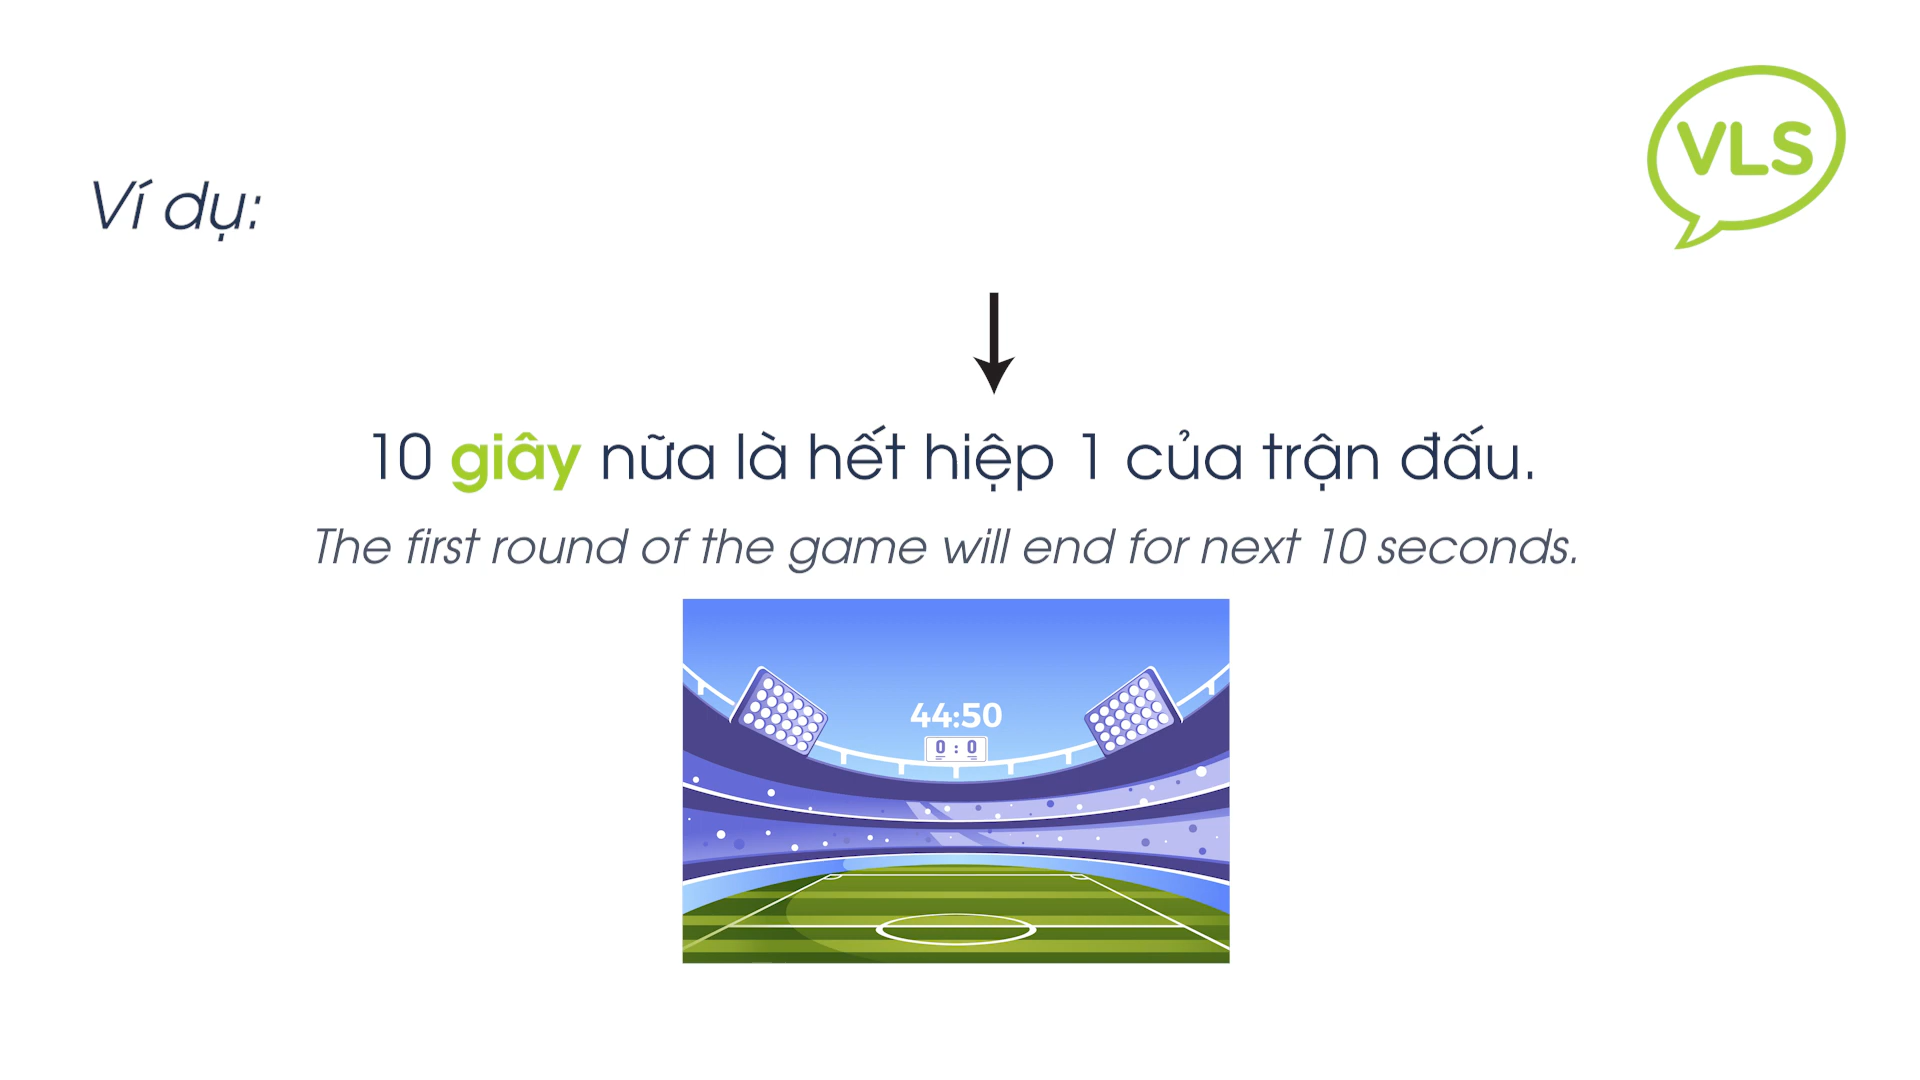 VLS
Ví dụ:
10 giây nữa là hết hiệp 1 của trận đấu.
The first round of the game will end for next 10 seconds.
44:50
0 : 0